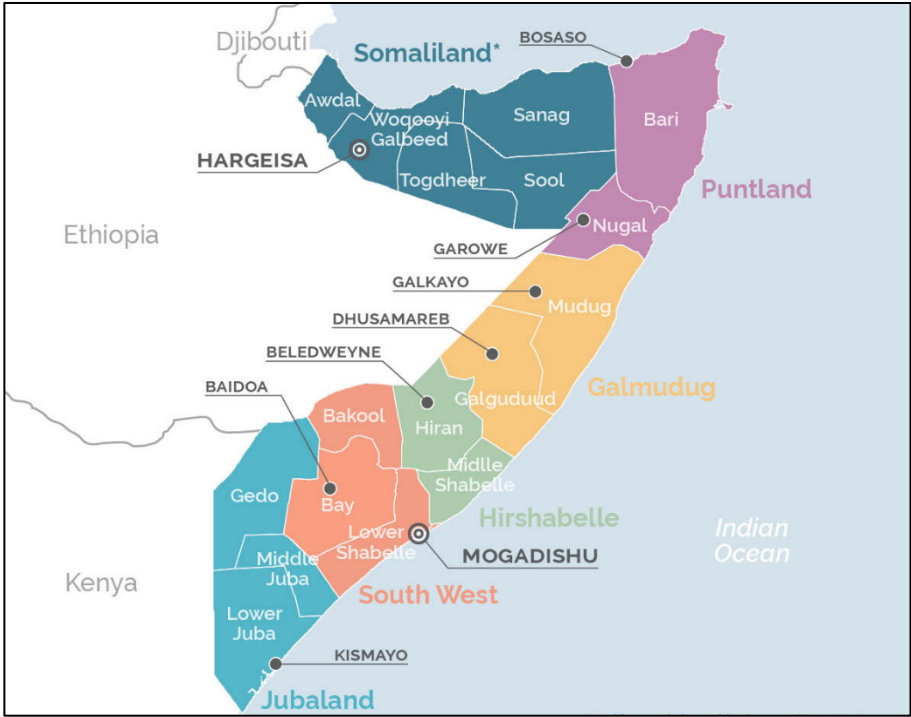 Djibouti
Somaliland*
BOSASO
Awdal
Woqooyi
Galbeed
Sanag
Bari
HARGEISA
Togdheer
Sool
Puntland
Ethiopia
Nugal
GAROWE
GALKAYO
Mudug
DHUSAMAREB
BELEDWEYNE
Galmudug
BAIDOA
Galguduud
Bakool
Hiran
Midlle
Shabelle
Gedo
Bay
Hirshabelle
Lower
Shabelle
Indian
Ocean
MOGADISHU
Middle
Juba
Kenya
South West
Lower
Juba
KISMAYO
Jubaland